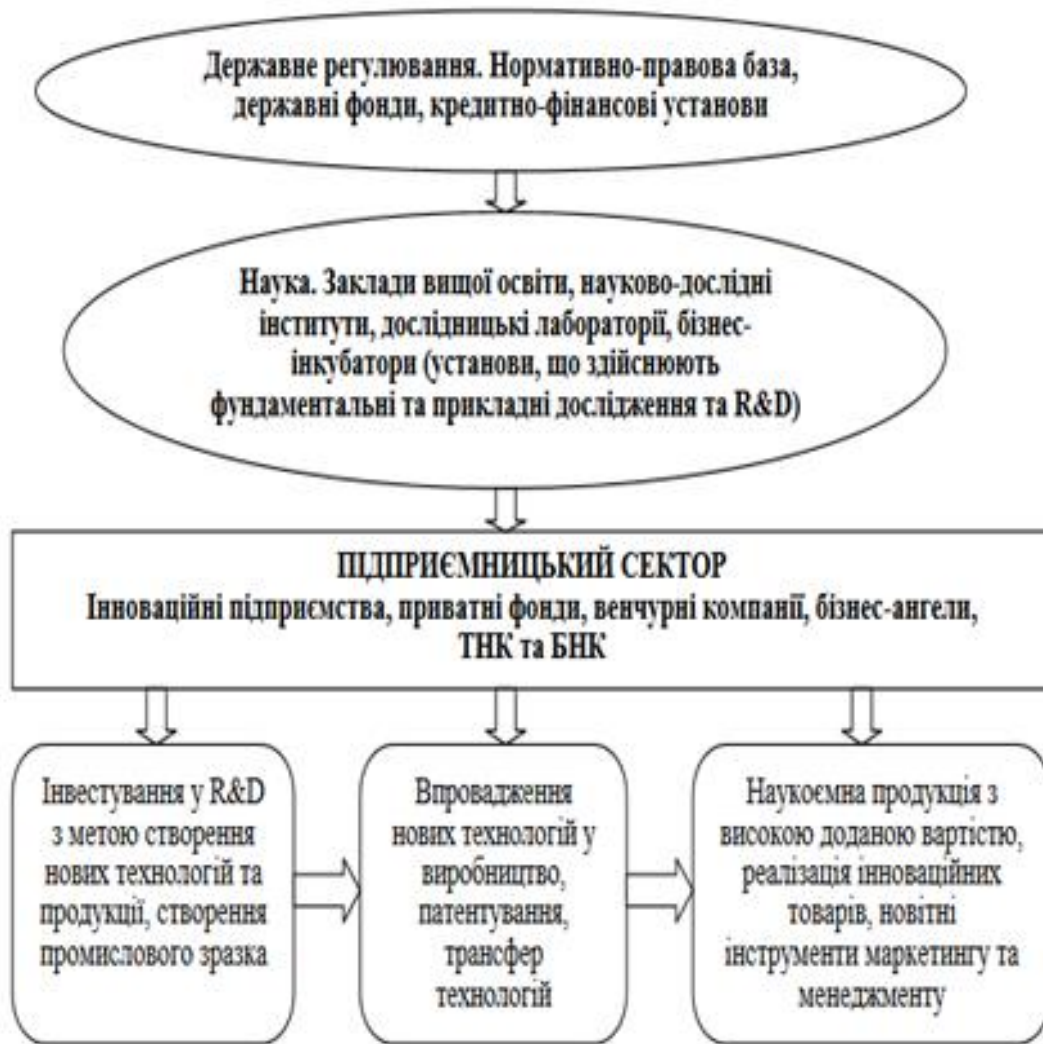 Державне регулювання. Нормативно-правова база,
державні фонди, кредитно-фінансові установи
Наука. Заклади вищої освіти, науково-дослідні
інститути, дослідницькі лабораторії, бізнес-
інкубатори (установи, що здійснюють
фундаментальні та прикладні дослідження та R&D)
ПІДПРИЄМНИЦЬКИЙ СЕКТОР
Інноваційні підприємства, приватні фонди, венчурні компанії, бізнес-ангели,
ТНК та БНК
Інвестування у R&D
з метою створення
нових технологій та
продукції, створення
промислового зразка
Впровадження
нових технологій у
виробництво,
патентування,
трансфер
технологій
Наукоємна продукція з
високою доданою вартістю,
реалізація інноваційних
товарів, новітні
інструменти маркетингу та
менеджменту